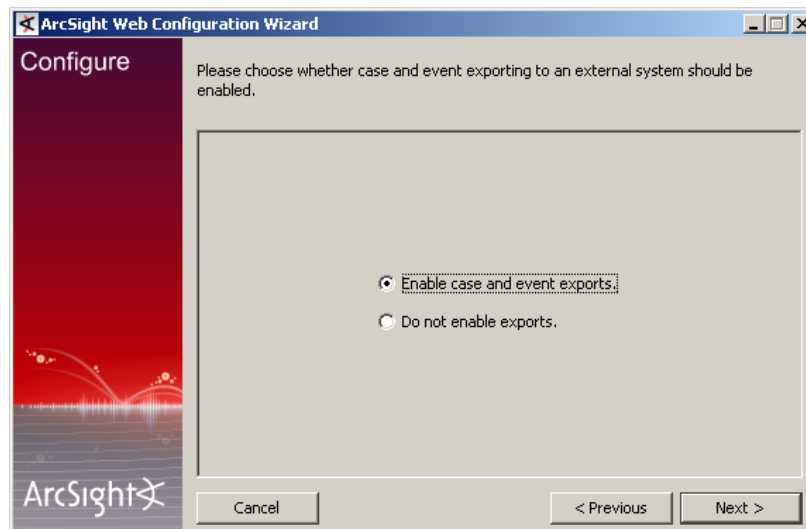 ArcSight Web Configuration Wizard
Configure
Please choose whether case and event exporting to an external system should be
enabled.
Enable case and event exports.
Do not enable exports.
ArcSight
Cancel
< Previous
Next >